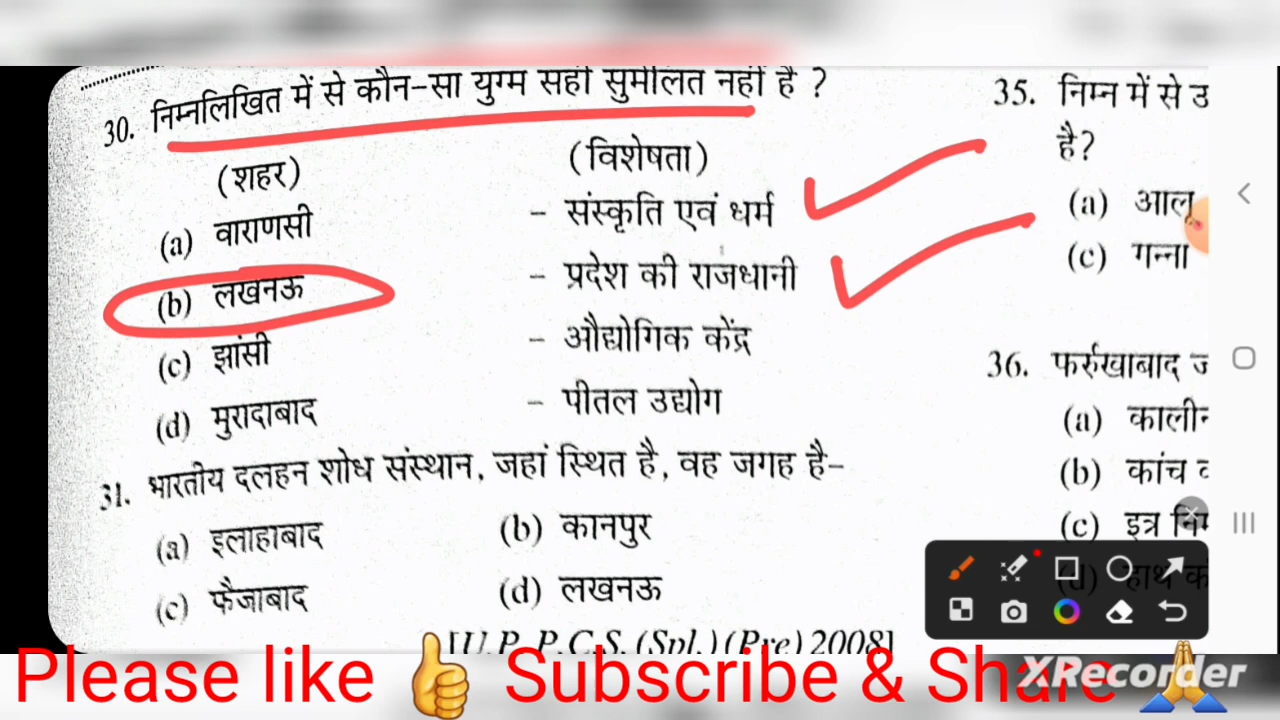 30. निम्नलिखित में से कौन-सा युग्म सही सुमेलित नहीं है ?
(शहर) (विशेषता)
(a) वाराणसी - संस्कृति एवं धर्म
(b) लखनऊ - प्रदेश की राजधानी
(c) झांसी - औद्योगिक केंद्र
(d) मुरादाबाद - पीतल उद्योग
31. भारतीय दलहन शोध संस्थान, जहां स्थित है, वह जगह है-
(a) इलाहाबाद (b) कानपुर
(c) फैजाबाद (d) लखनऊ
[U.P. P.C.S. (Spl.) (Pre) 2008]
35. निम्न में से
है?
(a) आलू
(c) गन्ना
36. फर्रुखाबाद
(a)
(b) कांच
(c) इत्र
(d) हाथ
Please like 👍 Subscribe & Share 🙏
XRecorder